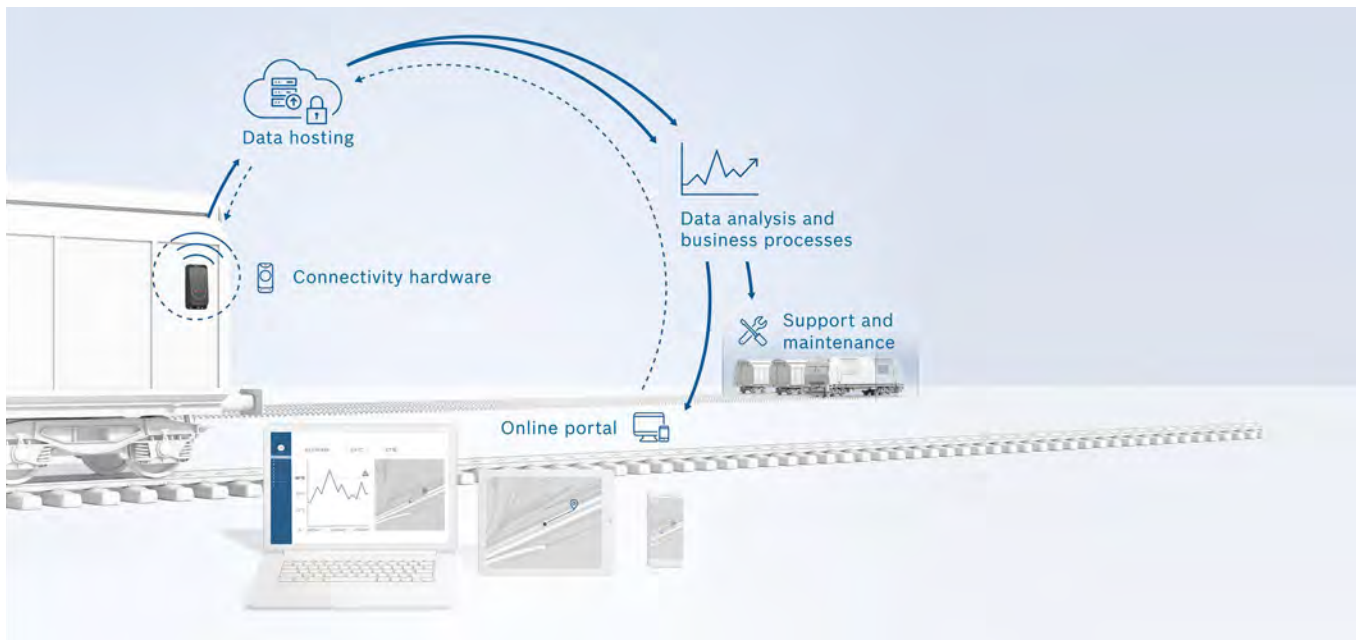 Data hosting
Data analysis and
business processes
Connectivity hardware
Support and
maintenance
Online portal